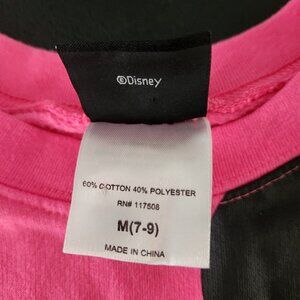 ©Disney
60% COTTON 40% POLYESTER
RN# 117508
M(7-9)
MADE IN CHINA